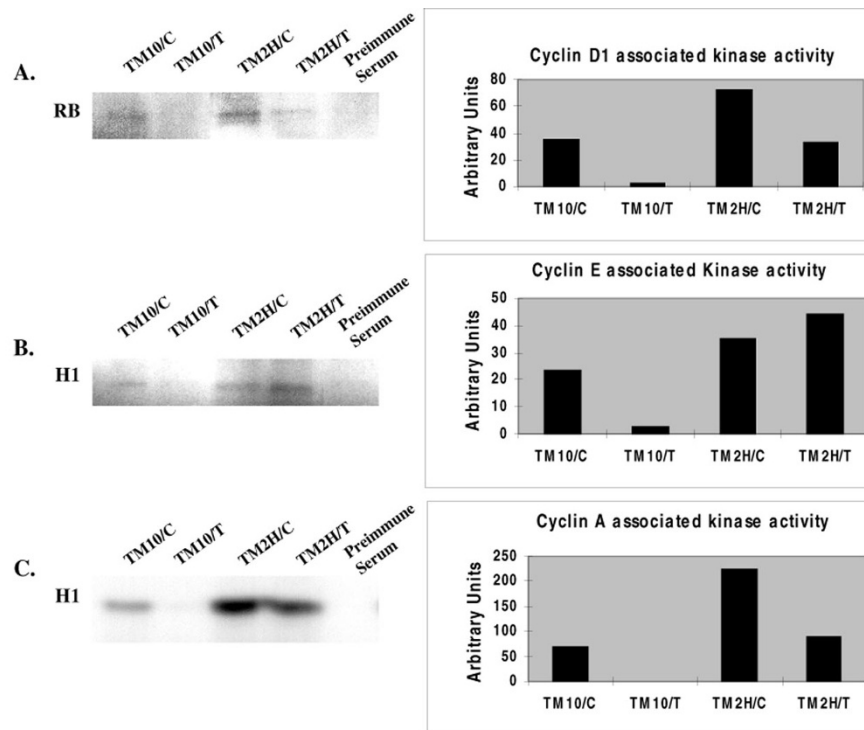 A.
TM10/C TM10/T TM2H/C TM2H/T Preimmune Serum
RB
Cyclin D1 associated kinase activity
Arbitrary Units
80
60
40
20
0
TM10/C TM10/T TM2H/C TM2H/T
B.
TM10/C TM10/T TM2H/C TM2H/T Preimmune Serum
H1
Cyclin E associated Kinase activity
Arbitrary Units
50
40
30
20
10
0
TM10/C TM10/T TM2H/C TM2H/T
C.
TM10/C TM10/T TM2H/C TM2H/T Preimmune Serum
H1
Cyclin A associated kinase activity
Arbitrary Units
250
200
150
100
50
0
TM10/C TM10/T TM2H/C TM2H/T